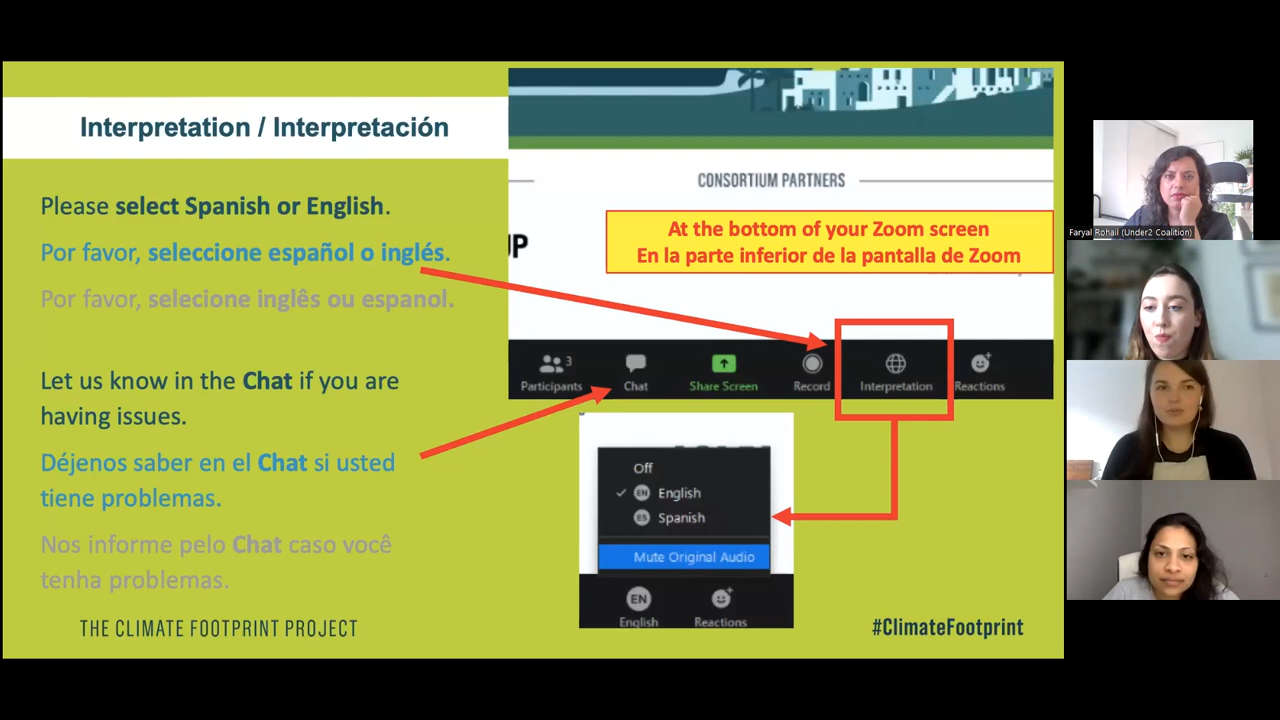 Interpretation / Interpretación
Please select Spanish or English.
Por favor, seleccione español o inglés.
Por favor, selecione inglês ou espanol.
Let us know in the Chat if you are
having issues.
Déjenos saber en el Chat si usted
tiene problemas.
Nos informe pelo Chat caso você
tenha problemas.
THE CLIMATE FOOTPRINT PROJECT
CONSORTIUM PARTNERS
At the bottom of your Zoom screen
En la parte inferior de la pantalla de Zoom
UP
3
Participants
Chat
Share Screen
Record
Interpretation
Reactions
Off
EN English
ES Spanish
Mute Original Audio
EN
English
Reactions
#ClimateFootprint
Faryal Rohail (Under2 Coalition)